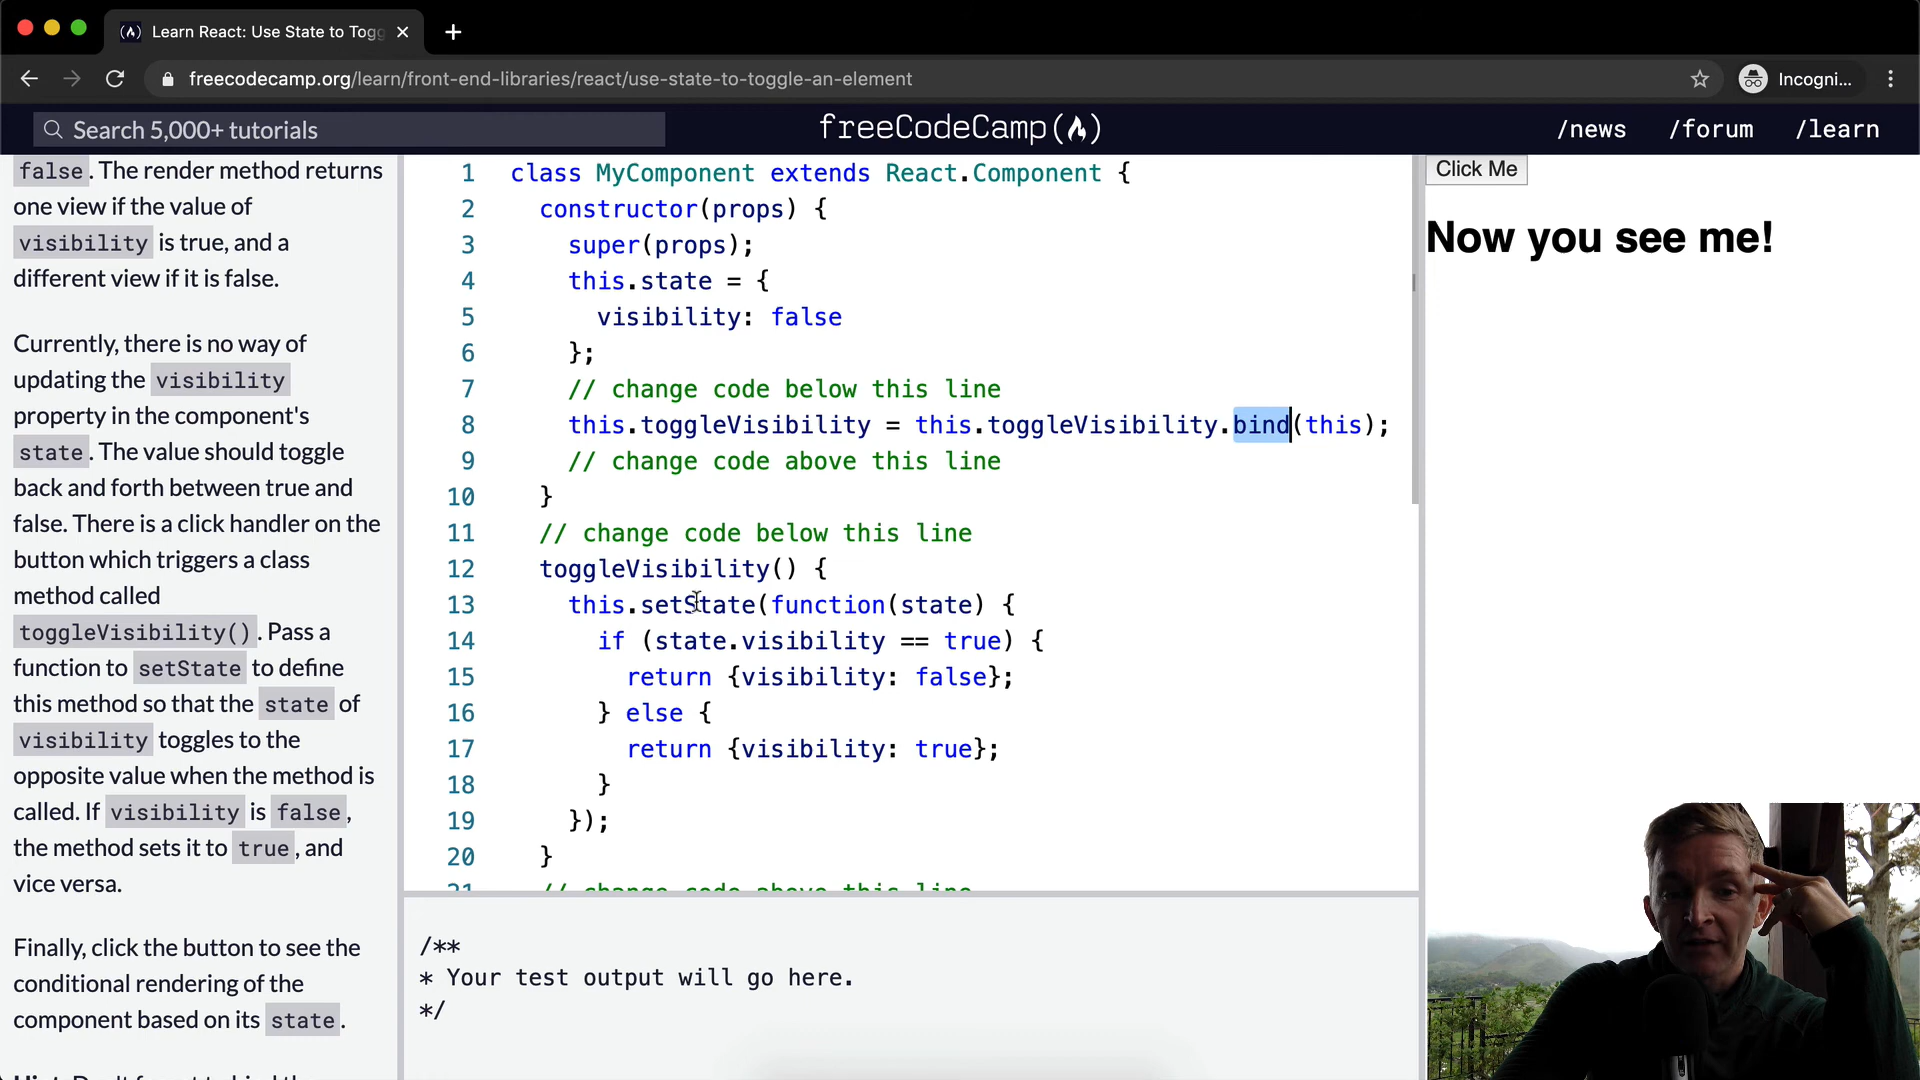 Learn React: Use State to Togg
freecodecamp.org/learn/front-end-libraries/react/use-state-to-toggle-an-element
Incogni...
Search 5,000+ tutorials
freeCodeCamp
/news
/forum
/learn
false. The render method returns
one view if the value of
visibility is true, and a
different view if it is false.
Currently, there is no way of
updating the visibility
property in the component's
state. The value should toggle
back and forth between true and
false. There is a click handler on the
button which triggers a class
method called
toggleVisibility(). Pass a
function to setState to define
this method so that the state of
visibility toggles to the
opposite value when the method is
called. If visibility is false,
the method sets it to true, and
vice versa.
Finally, click the button to see the
conditional rendering of the
component based on its state.
1 class MyComponent extends React.Component {
2 constructor(props) {
3 super(props);
4 this.state = {
5 visibility: false
6 };
7 // change code below this line
8 this.toggleVisibility = this.toggleVisibility.bind(this);
9 // change code above this line
10 }
11 // change code below this line
12 toggleVisibility() {
13 this.setState(function(state) {
14 if (state.visibility == true) {
15 return {visibility: false};
16 } else {
17 return {visibility: true};
18 }
19 });
20 }
21 // change code above this line
/**
* Your test output will go here.
*/
Click Me
Now you see me!